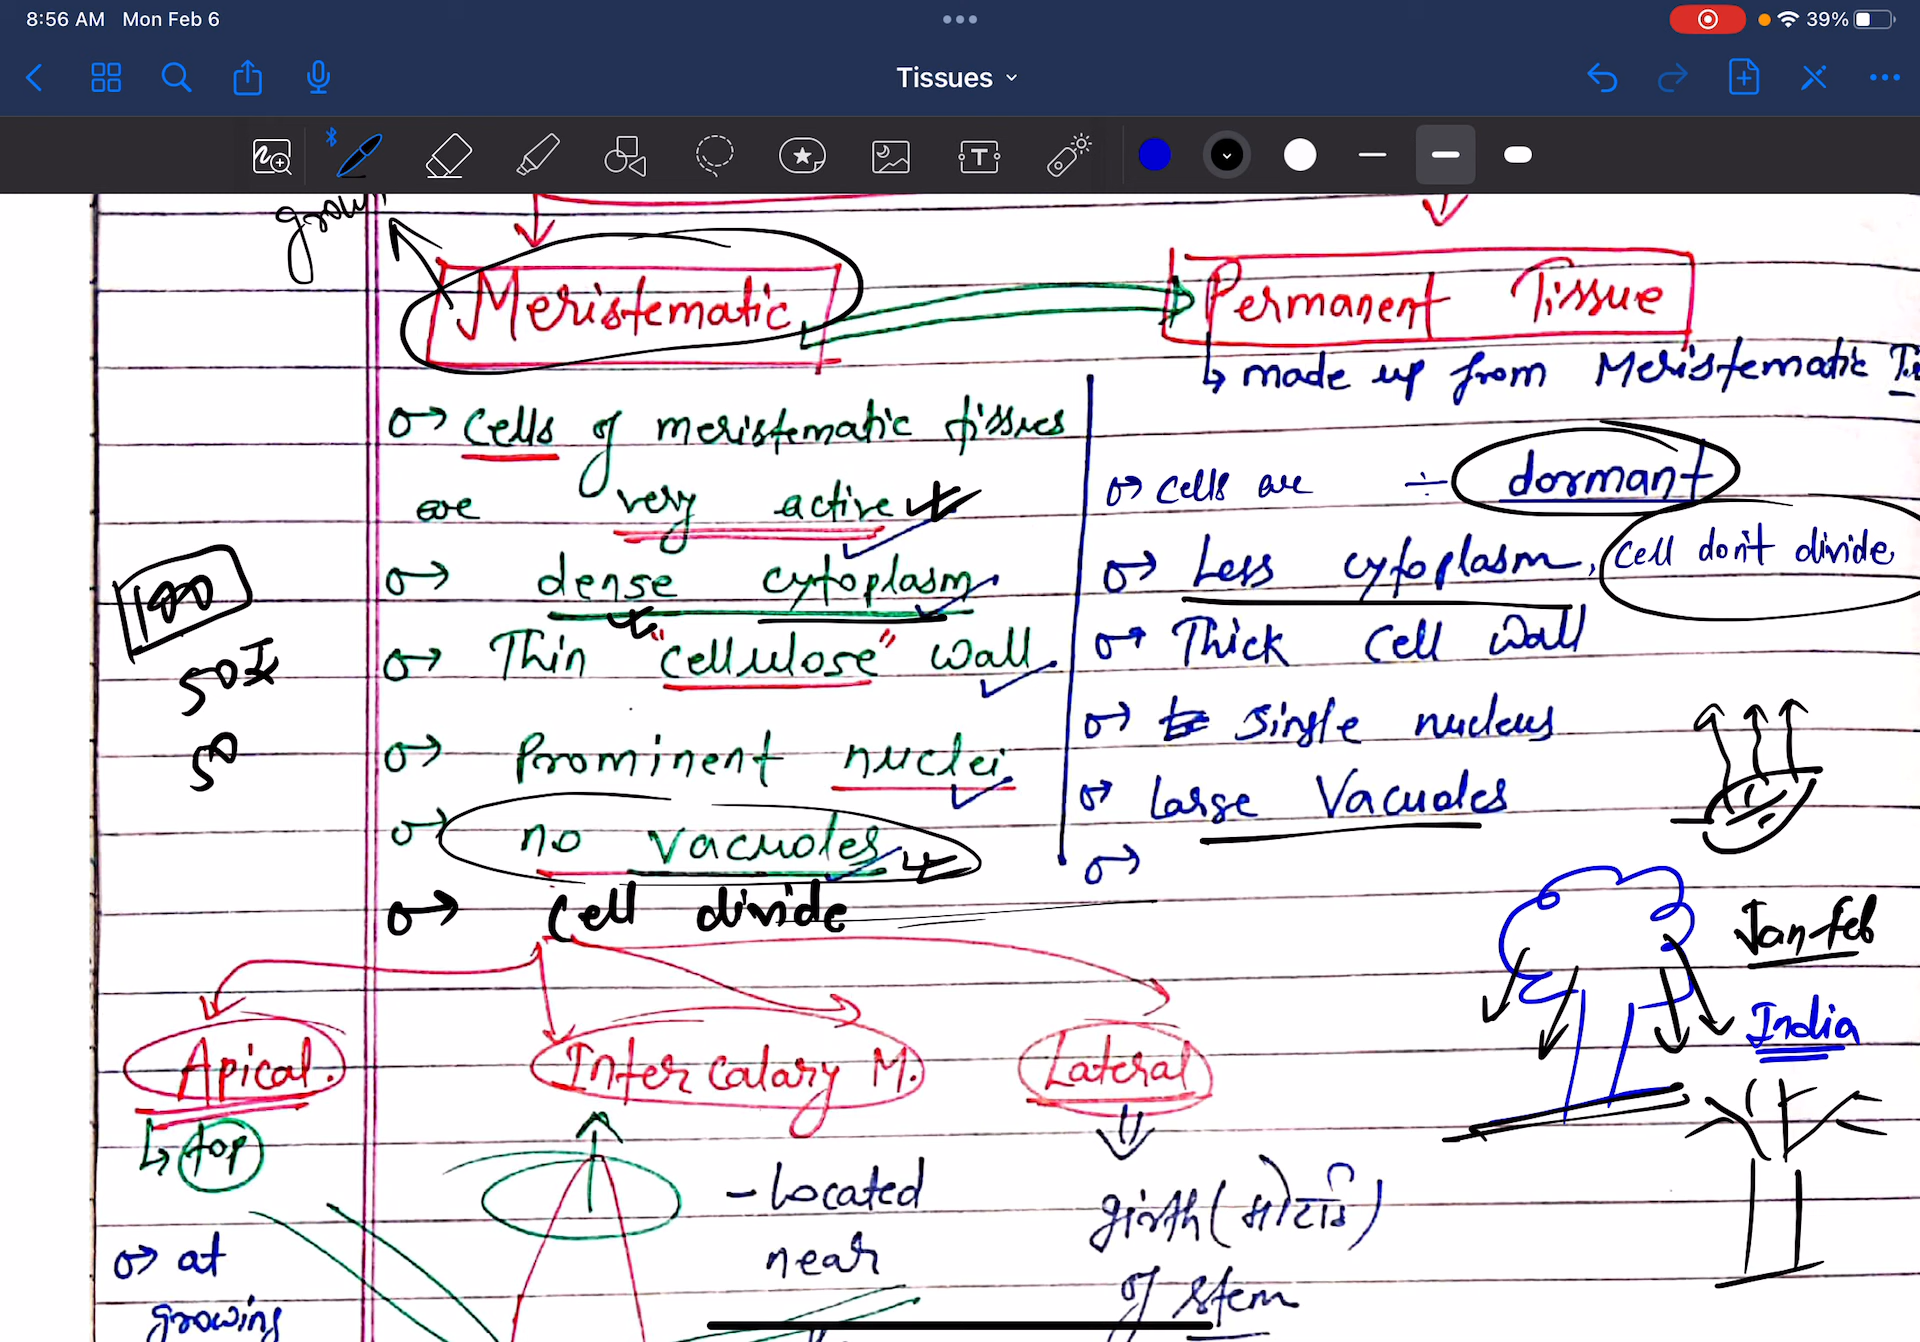 8:56 AM Mon Feb 6
39%
Tissues
Meristematic
Permanent Tissue
made up from Meristematic
cells of meristematic tissues
are very active
dense cytoplasm
Thin "cellulose" wall
Prominent nuclei
no vacuoles
Cell divide
cells are ÷ dormant
Less cytoplasm, cell don't divide
Thick Cell Wall
single nucleus
Large Vacuoles
100
50
50
Jan-feb
India
Apical.
top
at
growing
Inter calary M.
- Located
near
Lateral
girth (मोटाई)
of stem